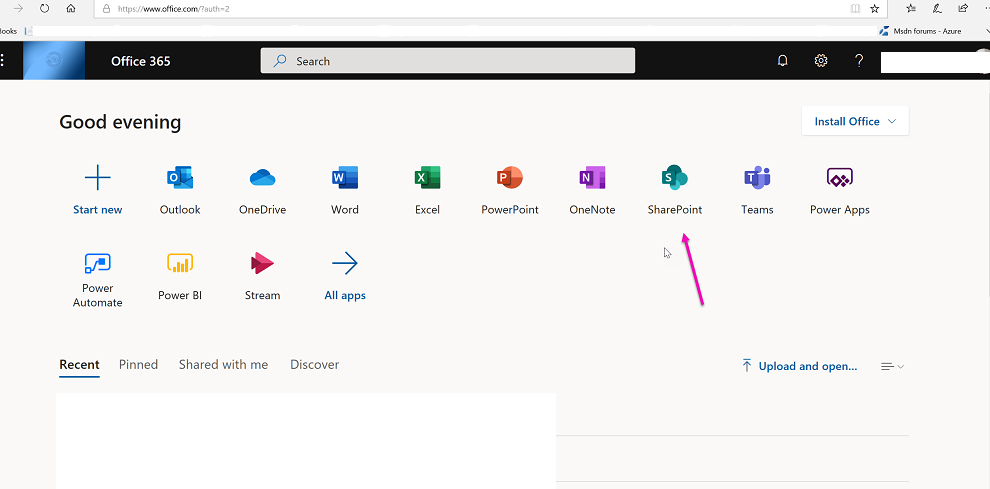 https://www.office.com/?auth=2
ooks
Msdn forums - Azure
Office 365
Search
?
Good evening
Install Office
Start new
Outlook
OneDrive
Word
Excel
PowerPoint
OneNote
SharePoint
Teams
Power Apps
Power Automate
Power BI
Stream
All apps
Recent
Pinned
Shared with me
Discover
Upload and open...